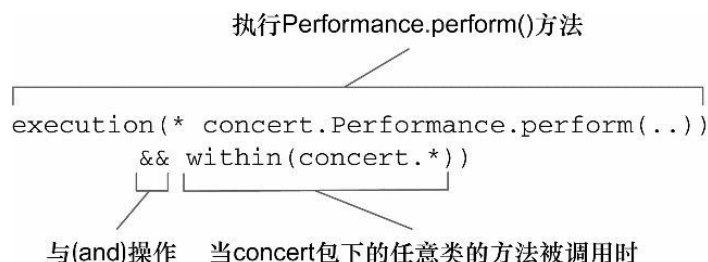 执行Performance.perform()方法
execution(* concert.Performance.perform(..))
&& within(concert.*))
与(and)操作 当concert包下的任意类的方法被调用时